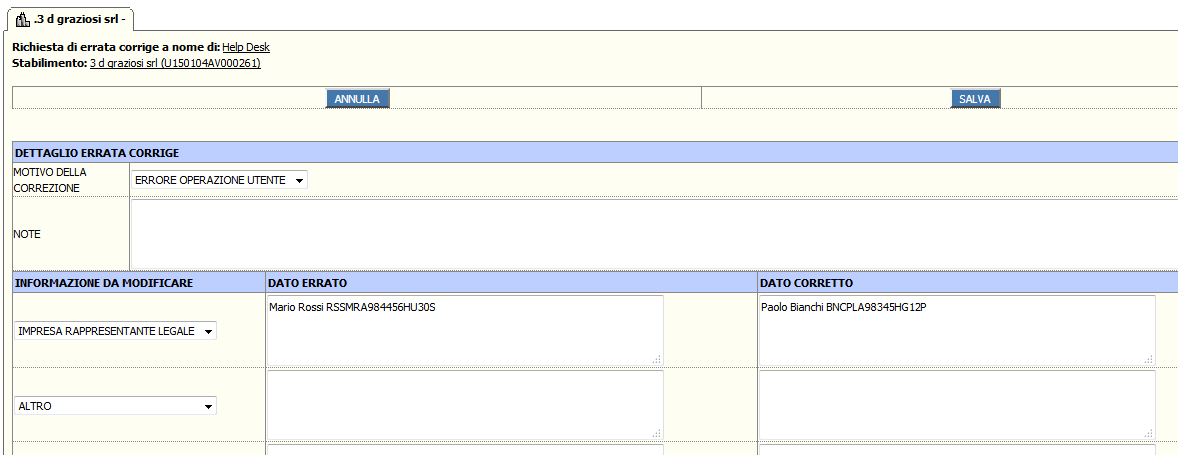 .3 d graziosi srl -
Richiesta di errata corrige a nome di: Help Desk
Stabilimento: 3 d graziosi srl (U150104AV000261)
ANNULLA SALVA
DETTAGLIO ERRATA CORRIGE
MOTIVO DELLA
CORREZIONE
ERRORE OPERAZIONE UTENTE
NOTE
INFORMAZIONE DA MODIFICARE DATO ERRATO DATO CORRETTO
IMPRESA RAPPRESENTANTE LEGALE
Mario Rossi RSSMRA984456HU30S
Paolo Bianchi BNCPLA98345HG12P
ALTRO